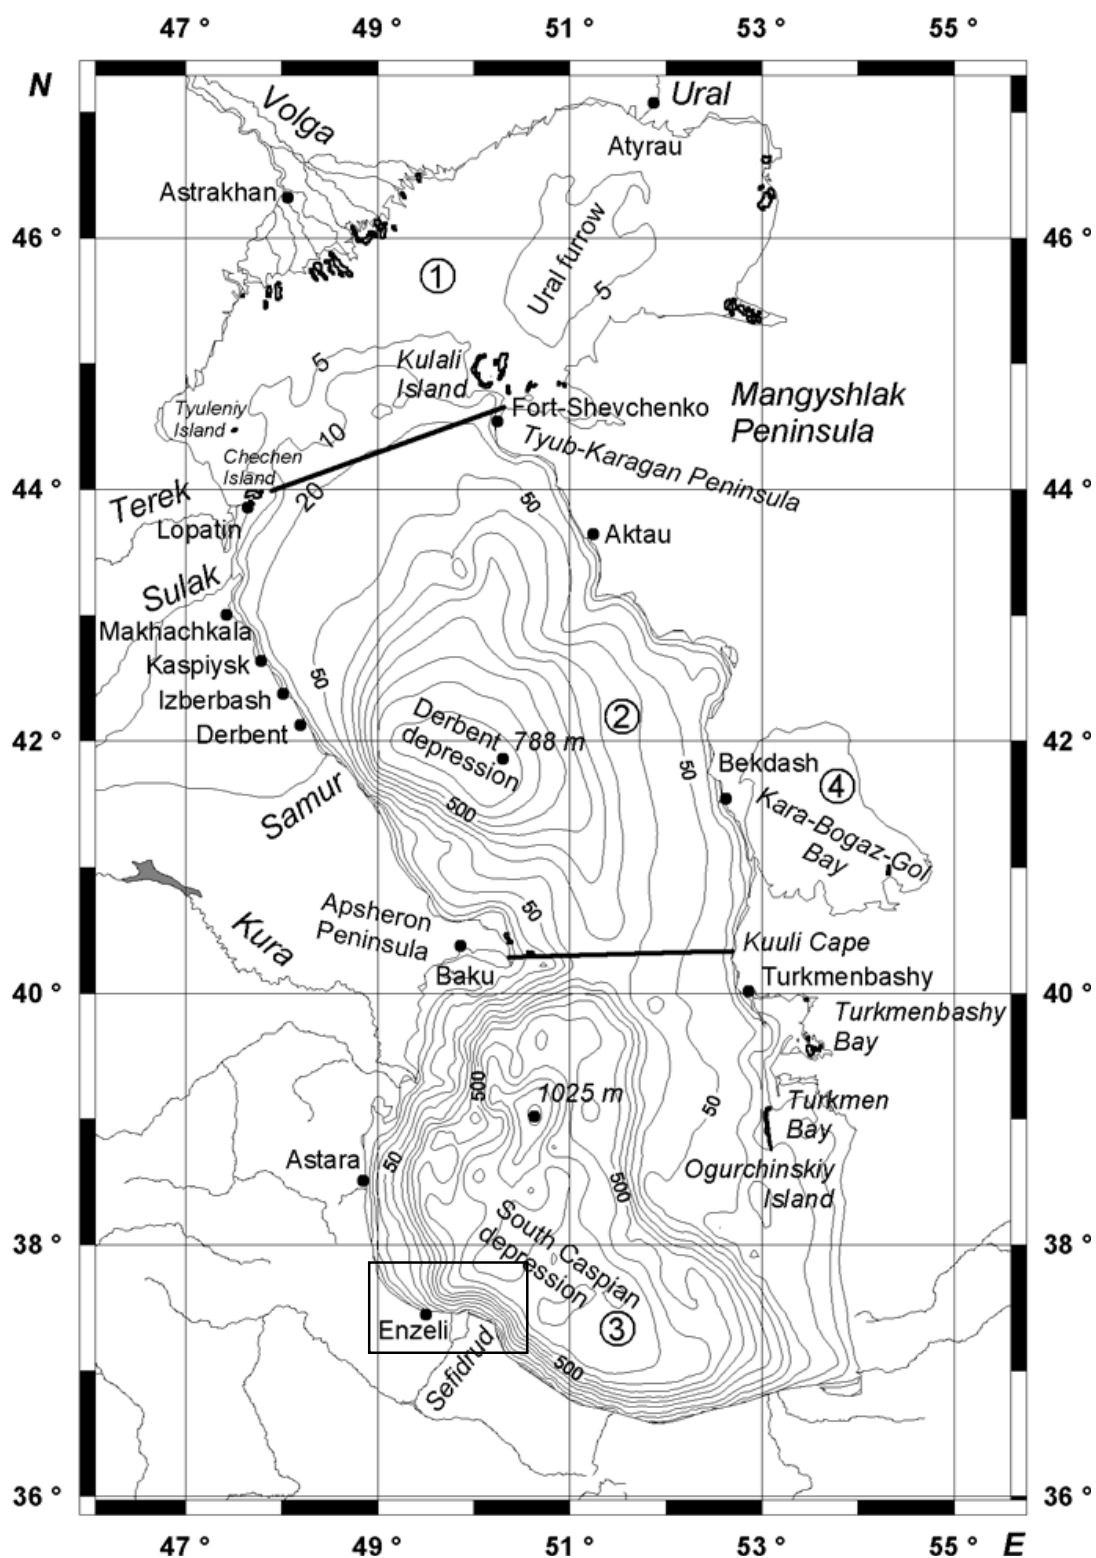 47 °
49 °
51 °
53 °
55 °
N
Volga
Ural
Atyrau
Astrakhan
46 °
46 °
1
Ural furrow
5
5
Kulali
Island
Mangyshlak
Peninsula
Tyuleniy
Island
10
Fort-Shevchenko
Tyub-Karagan Peninsula
Chechen
Island
44 °
44 °
Terek
20
50
Lopatin
Aktau
Sulak
Makhachkala
Kaspiysk
50
Izberbash
Derbent
Derbent
depression
788 m
2
42 °
42 °
50
Bekdash
4
Samur
500
Kara-Bogaz-Gol
Bay
Apsheron
Peninsula
50
Kura
Kuuli Cape
Baku
Turkmenbashy
40 °
40 °
Turkmenbashy
Bay
500
1025 m
50
Turkmen
Bay
Astara
50
500
Ogurchinskiy
Island
South Caspian
depression
38 °
38 °
Enzeli
3
Sefidrud
500
36 °
36 °
47 °
49 °
51 °
53 °
55 °
E